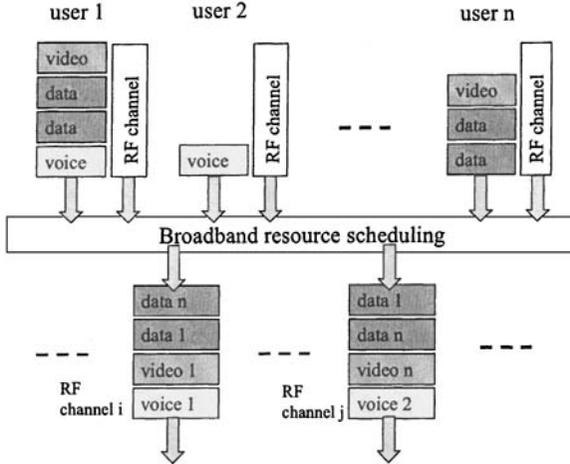 user 1
user 2
user n
video
data
data
voice
RF channel
voice
RF channel
video
data
data
RF channel
Broadband resource scheduling
data n
data 1
video 1
voice 1
RF
channel i
data 1
data n
video n
voice 2
RF
channel j